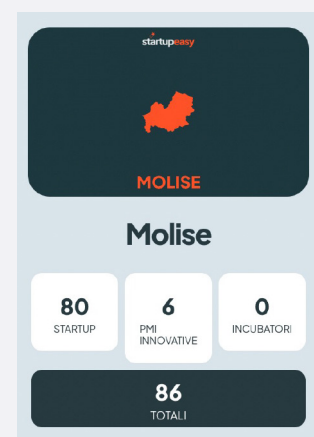 startupeasy
MOLISE
Molise
80
STARTUP
6
PMI
INNOVATIVE
0
INCUBATORI
86
TOTALI